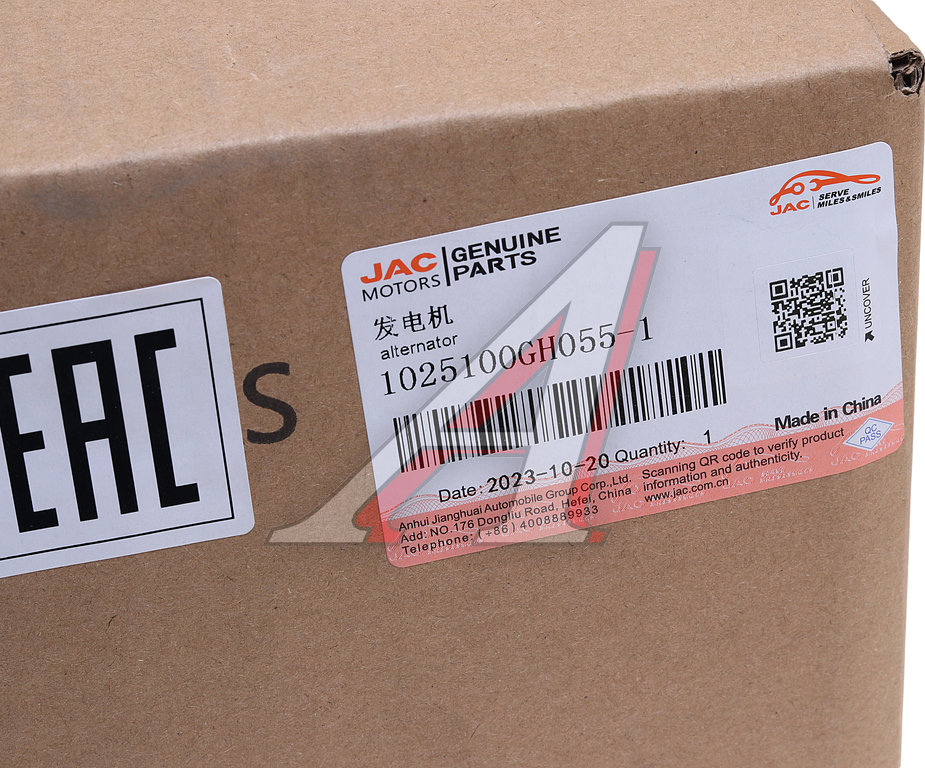 EAC
S
JAC
MOTORS
GENUINE
PARTS
JAC
SERVE
MILES&SMILES
发电机
alternator
1025100GH055-1
UNCOVER
Date: 2023-10-20
Quantity: 1
Made in China
QC
PASS
Anhui Jianghuai Automobile Group Corp.,Ltd.
Add: NO.176 Dongliu Road, Hefei, China
Telephone: (+86) 4008889933
Scanning QR code to verify product
information and authenticity.
www.jac.com.cn